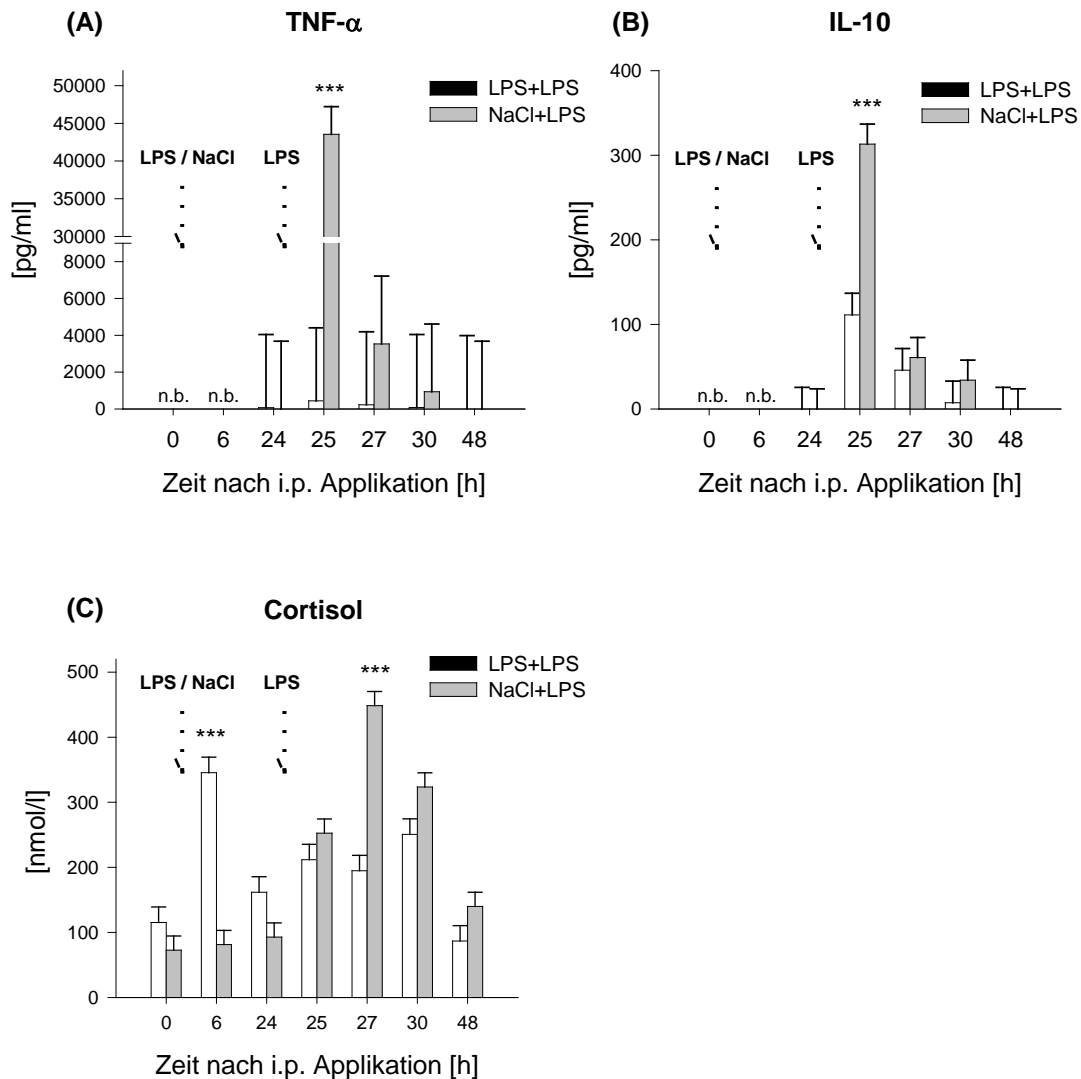 (A)
TNF-α
LPS+LPS
NaCl+LPS
***
LPS / NaCl
LPS
50000
45000
40000
35000
30000
8000
6000
4000
2000
0
[pg/ml]
n.b.
n.b.
0 6 24 25 27 30 48
Zeit nach i.p. Applikation [h]
(B)
IL-10
LPS+LPS
NaCl+LPS
***
LPS / NaCl
LPS
400
300
200
100
0
[pg/ml]
n.b.
n.b.
0 6 24 25 27 30 48
Zeit nach i.p. Applikation [h]
(C)
Cortisol
LPS+LPS
NaCl+LPS
***
LPS / NaCl
LPS
***
500
400
300
200
100
0
[nmol/l]
0 6 24 25 27 30 48
Zeit nach i.p. Applikation [h]